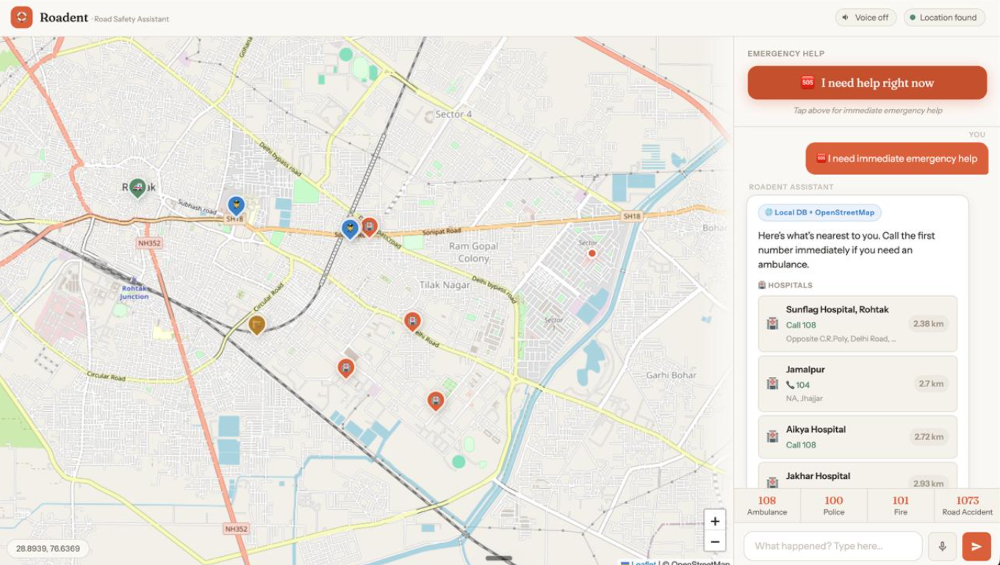 Roadent · Road Safety Assistant
Voice off
Location found
EMERGENCY HELP
SOS I need help right now
Tap above for immediate emergency help
YOU
SOS I need immediate emergency help
ROADENT ASSISTANT
Local DB + OpenStreetMap
Here's what's nearest to you. Call the first
number immediately if you need an
ambulance.
HOSPITALS
Sunflag Hospital, Rohtak
Call 108
Opposite C.R.Poly, Delhi Road, ...
2.38 km
Jamalpur
104
NA, Jhajjar
2.7 km
Aikya Hospital
Call 108
2.72 km
Jakhar Hospital
2.93 km
108
Ambulance
100
Police
101
Fire
1073
Road Accident
What happened? Type here...
Gohana
Sector 4
Delhi bypass road
Subhash road
SH18
SH18
Sonipat Road
Ram Gopal
Colony
Tilak Nagar
Delhi bypass road
Sector
Sector
Boha
NH352
Rohtak
Junction
Circular Road
Circular Road
Garhi Bohar
NH352
+
−
28.8939, 76.6369
Leaflet | © OpenStreetMap